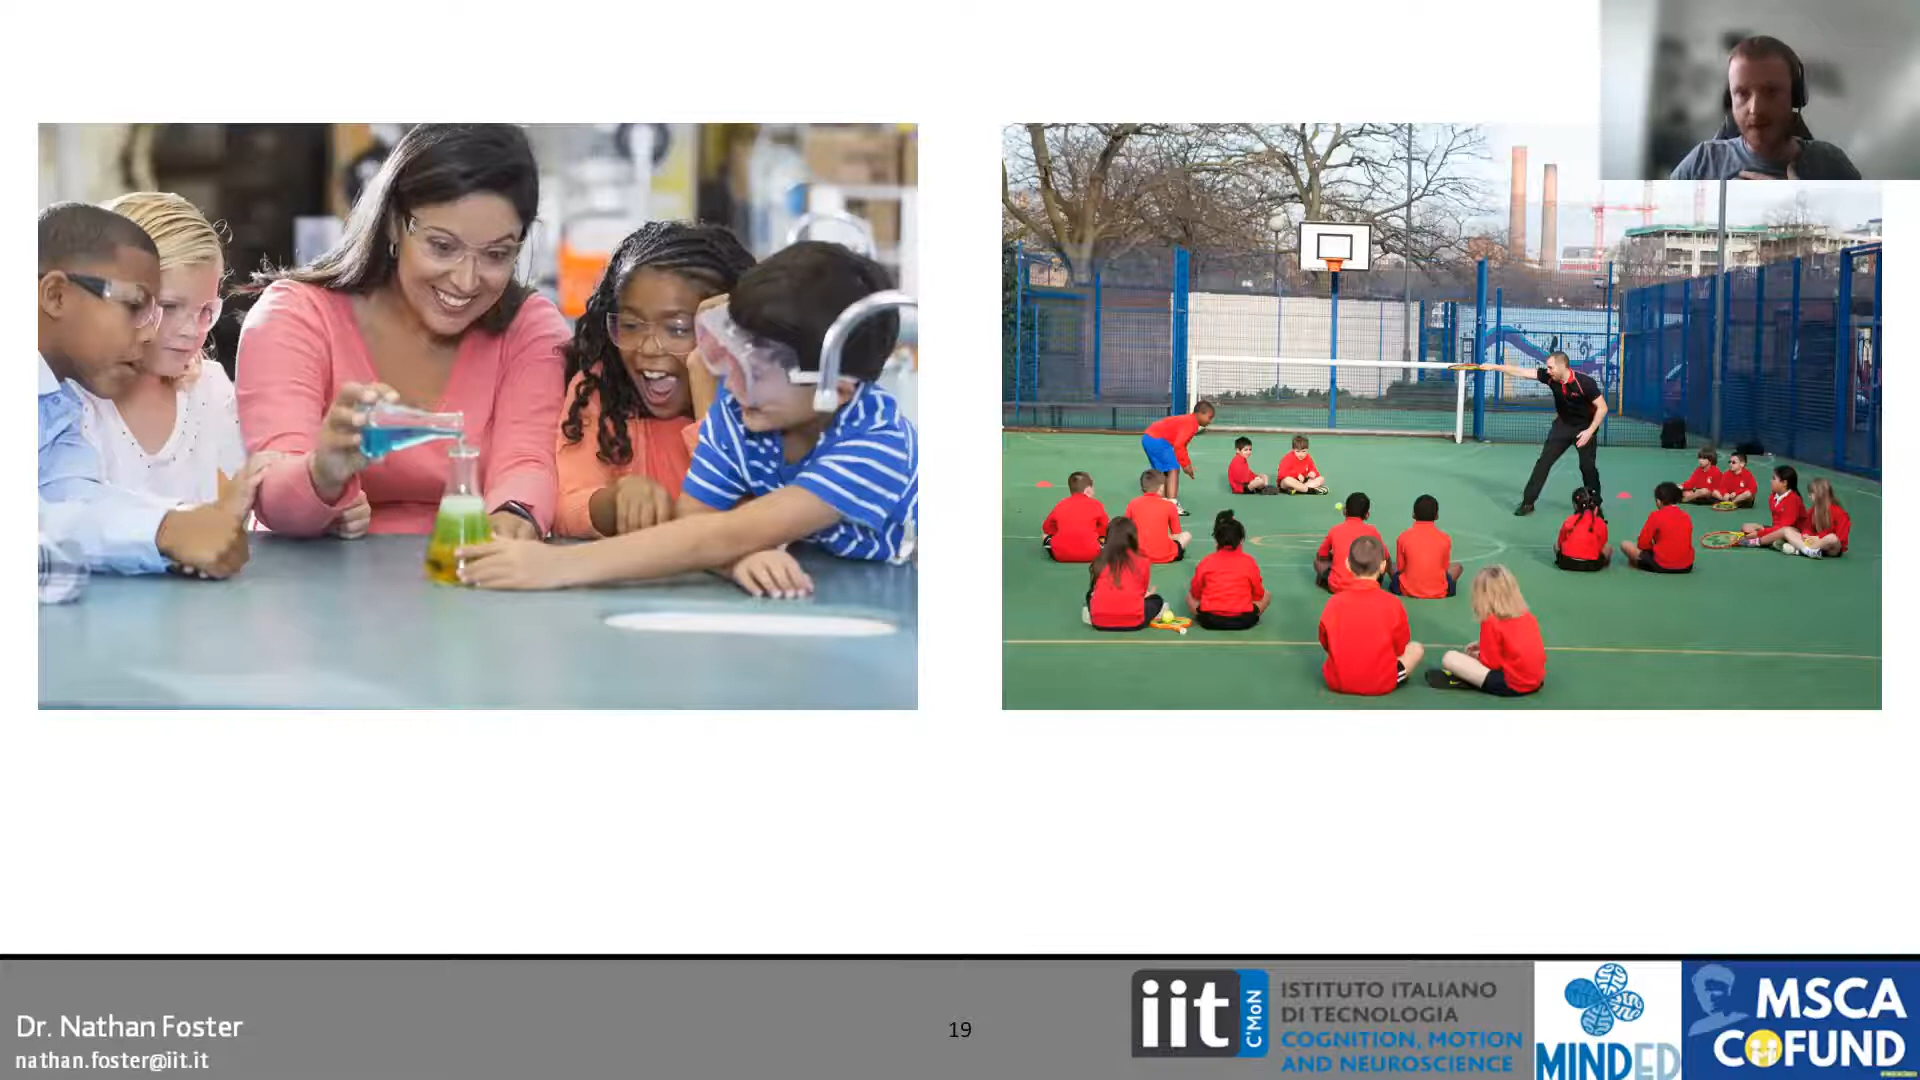 Dr. Nathan Foster
nathan.foster@iit.it
19
iit
C'MoN
ISTITUTO ITALIANO
DI TECNOLOGIA
COGNITION, MOTION
AND NEUROSCIENCE
MINDED
MSCA
COFUND